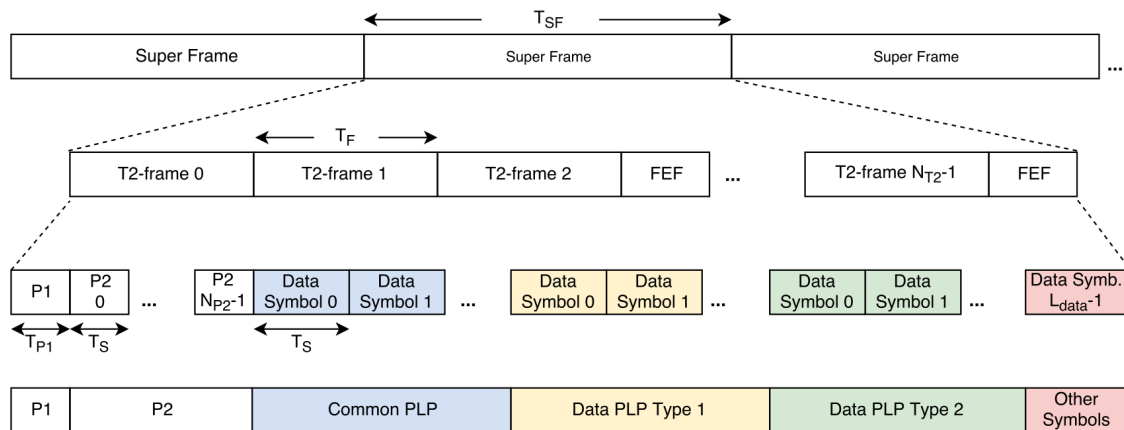 T_SF
Super Frame Super Frame Super Frame ...
T_F
T2-frame 0 T2-frame 1 T2-frame 2 FEF ... T2-frame N_T2-1 FEF
P1 P2 ... P2 Data Data ... Data Data ... Data Data ... Data Symb.
0 N_P2-1 Symbol 0 Symbol 1 Symbol 0 Symbol 1 Symbol 0 Symbol 1 L_data-1
T_P1 T_S T_S
P1 P2 Common PLP Data PLP Type 1 Data PLP Type 2 Other
Symbols